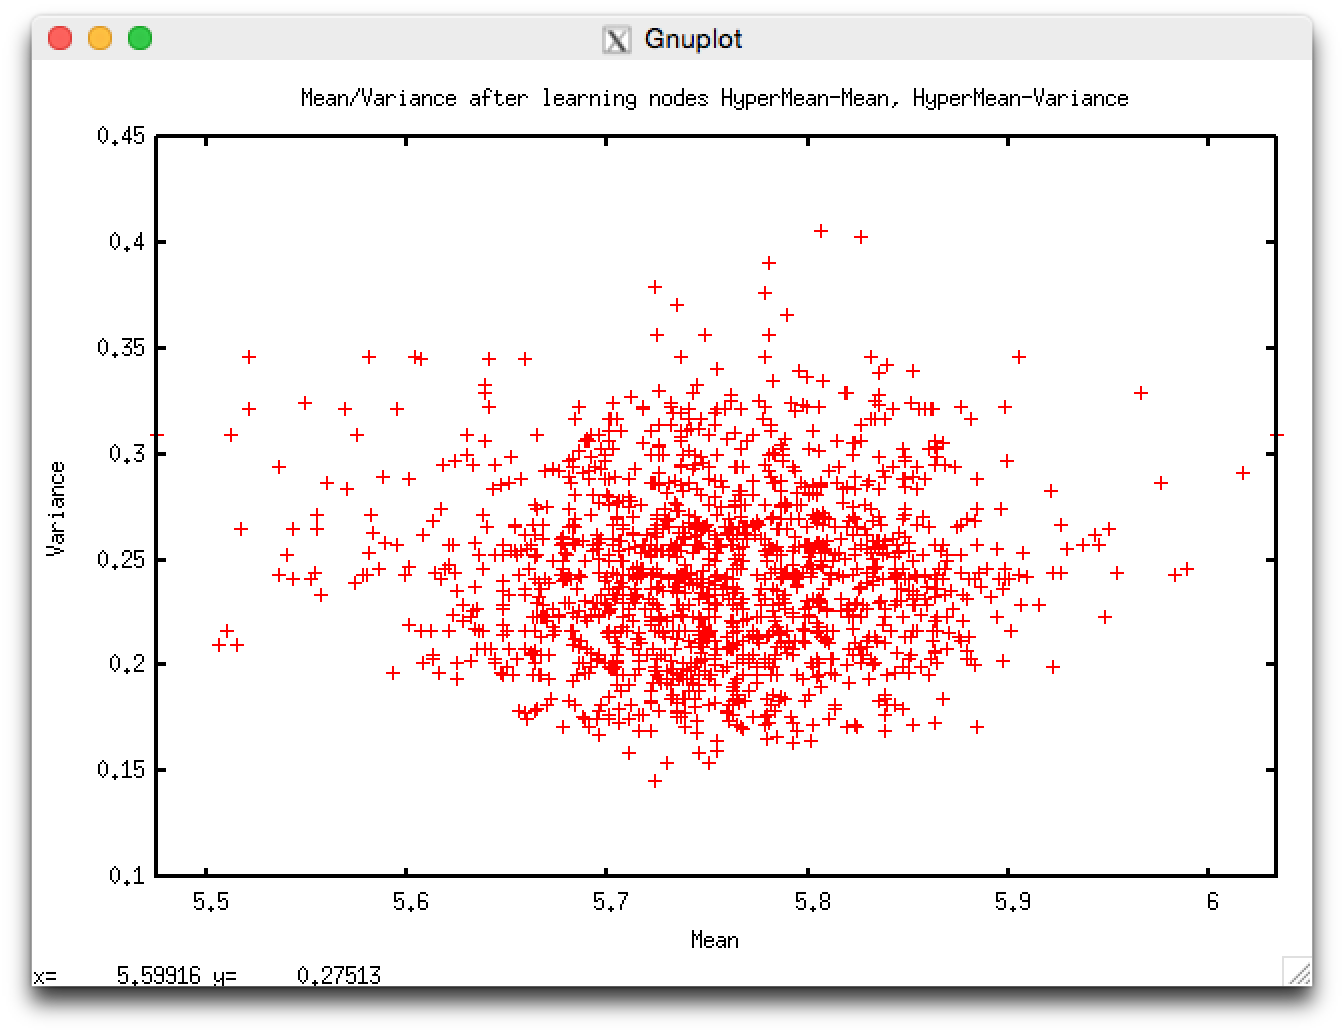 Gnuplot
Mean/Variance after learning nodes HyperMean-Mean, HyperMean-Variance
0.45
0.4
0.35
0.3
0.25
0.2
0.15
0.1
Variance
5.5 5.6 5.7 5.8 5.9 6
Mean
x= 5.59916 y= 0.27513